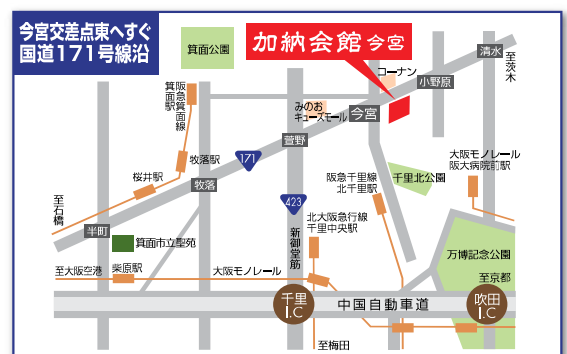 今宮交差点東へすぐ
国道171号線沿
箕面公園
加納会館 今宮
清水
至茨木
コーナン
小野原
阪急箕面線
箕面駅
みのお
キューズモール
今宮
萱野
171
牧落駅
大阪モノレール
阪大病院前駅
桜井駅
牧落
阪急千里線
北千里駅
千里北公園
至石橋
423
半町
箕面市立聖苑
新御堂筋
北大阪急行線
千里中央駅
万博記念公園
至大阪空港
柴原駅
大阪モノレール
至京都
千里
I.C
中国自動車道
吹田
I.C
至梅田